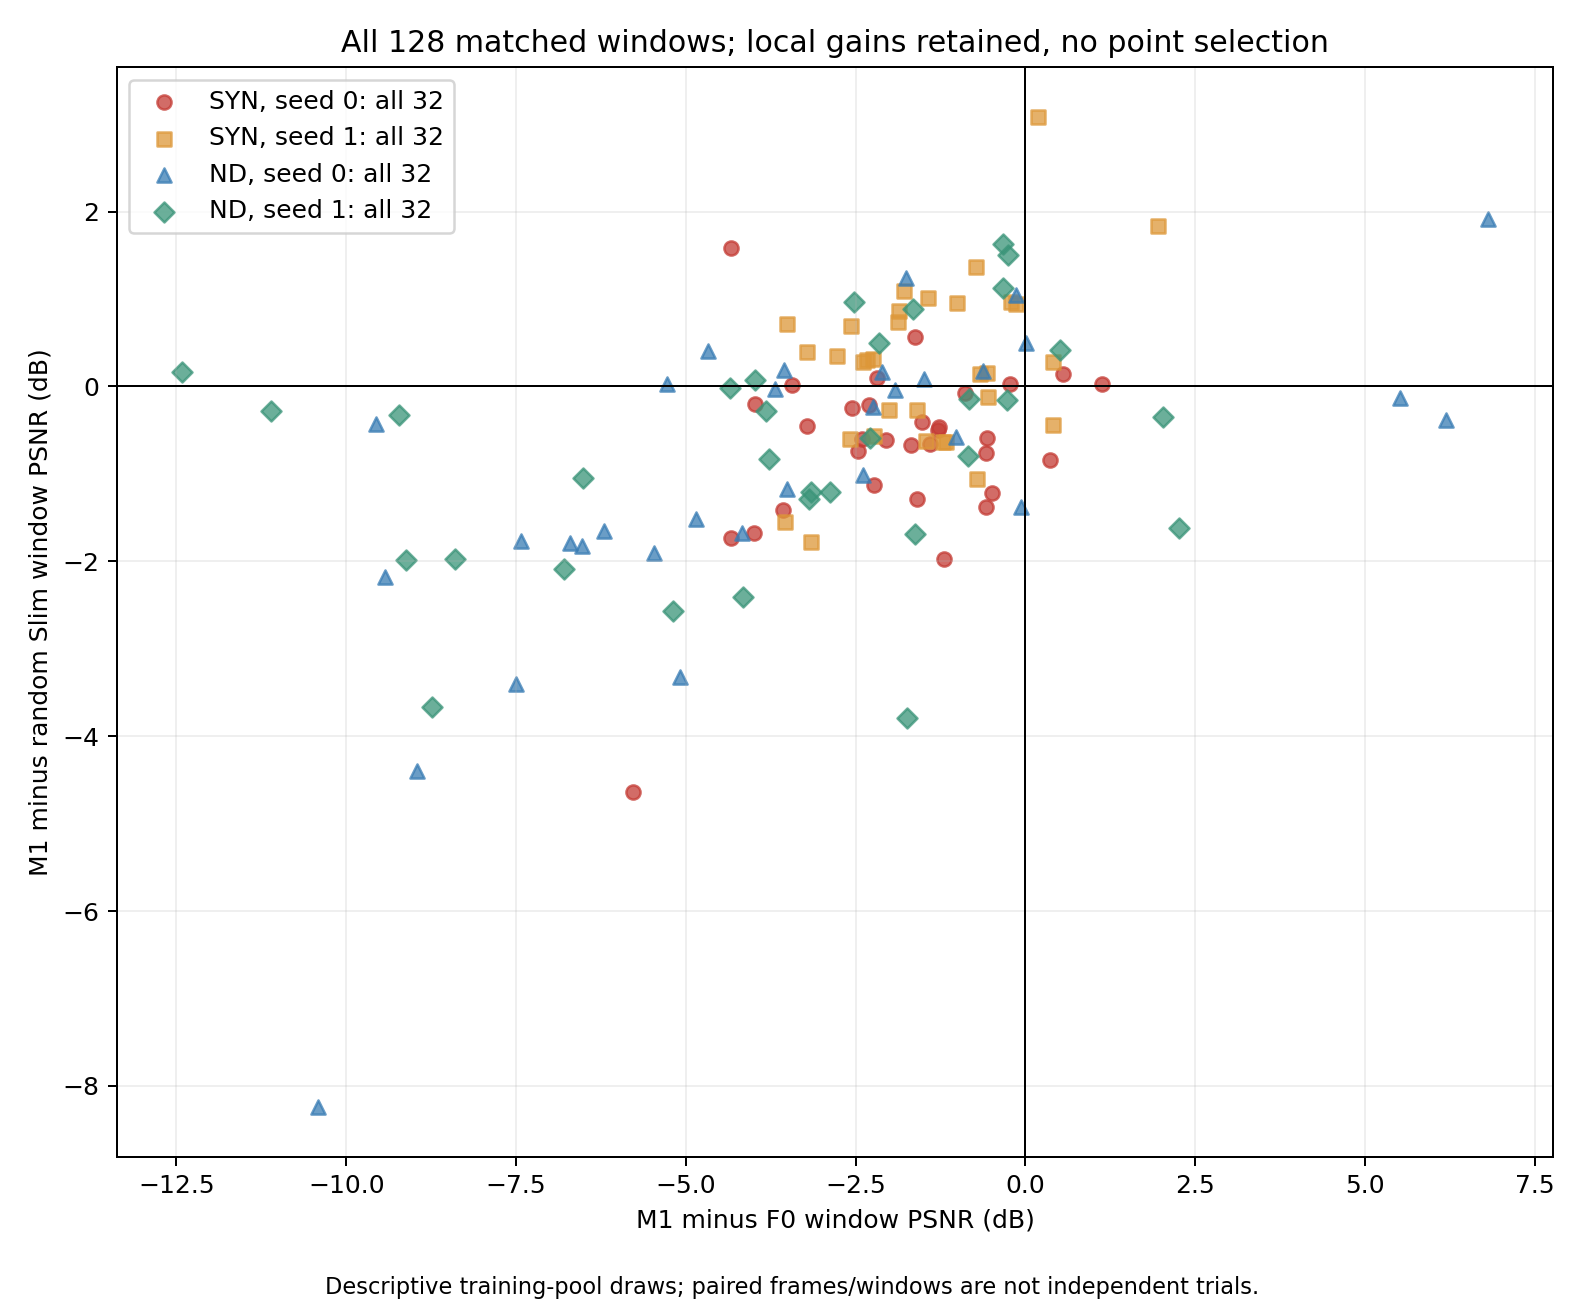 All 128 matched windows; local gains retained, no point selection
SYN, seed 0: all 32
SYN, seed 1: all 32
ND, seed 0: all 32
ND, seed 1: all 32
M1 minus random Slim window PSNR (dB)
2
0
−2
−4
−6
−8
−12.5 −10.0 −7.5 −5.0 −2.5 0.0 2.5 5.0 7.5
M1 minus F0 window PSNR (dB)
Descriptive training-pool draws; paired frames/windows are not independent trials.